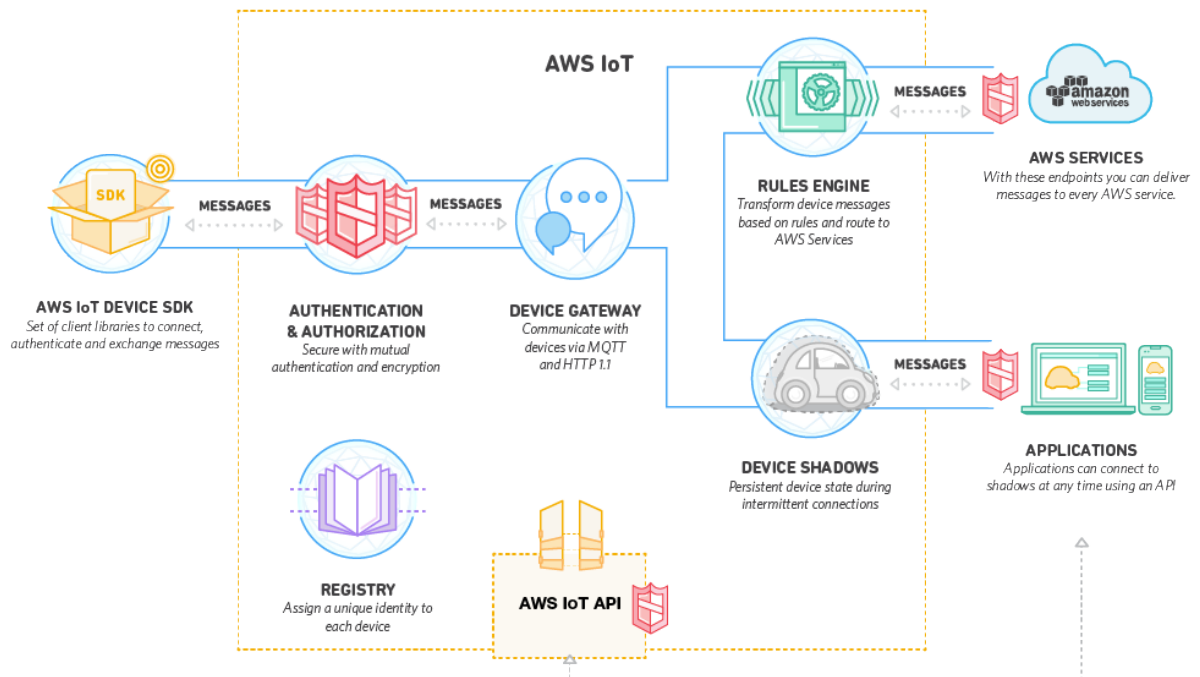 AWS IoT
SDK
MESSAGES
MESSAGES
MESSAGES
amazon
web services
AWS SERVICES
With these endpoints you can deliver
messages to every AWS service.
RULES ENGINE
Transform device messages
based on rules and route to
AWS Services
AWS IoT DEVICE SDK
Set of client libraries to connect,
authenticate and exchange messages
AUTHENTICATION
& AUTHORIZATION
Secure with mutual
authentication and encryption
DEVICE GATEWAY
Communicate with
devices via MQTT
and HTTP 1.1
MESSAGES
DEVICE SHADOWS
Persistent device state during
intermittent connections
APPLICATIONS
Applications can connect to
shadows at any time using an API
REGISTRY
Assign a unique identity to
each device
AWS IoT API